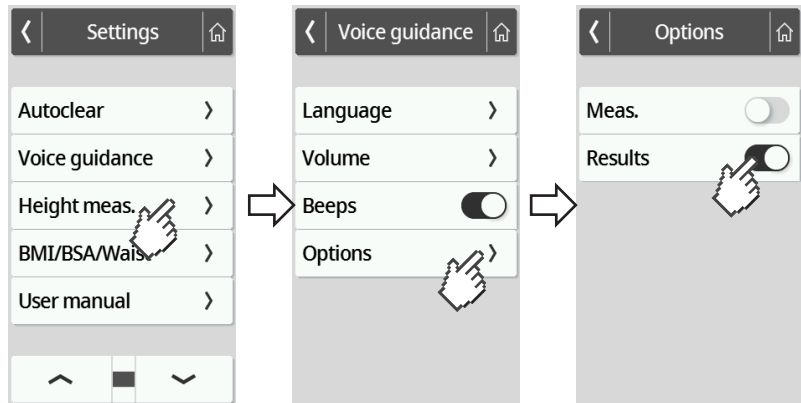 Settings
Autoclear
Voice guidance
Height meas.
BMI/BSA/Waist
User manual
Voice guidance
Language
Volume
Beeps
Options
Options
Meas.
Results